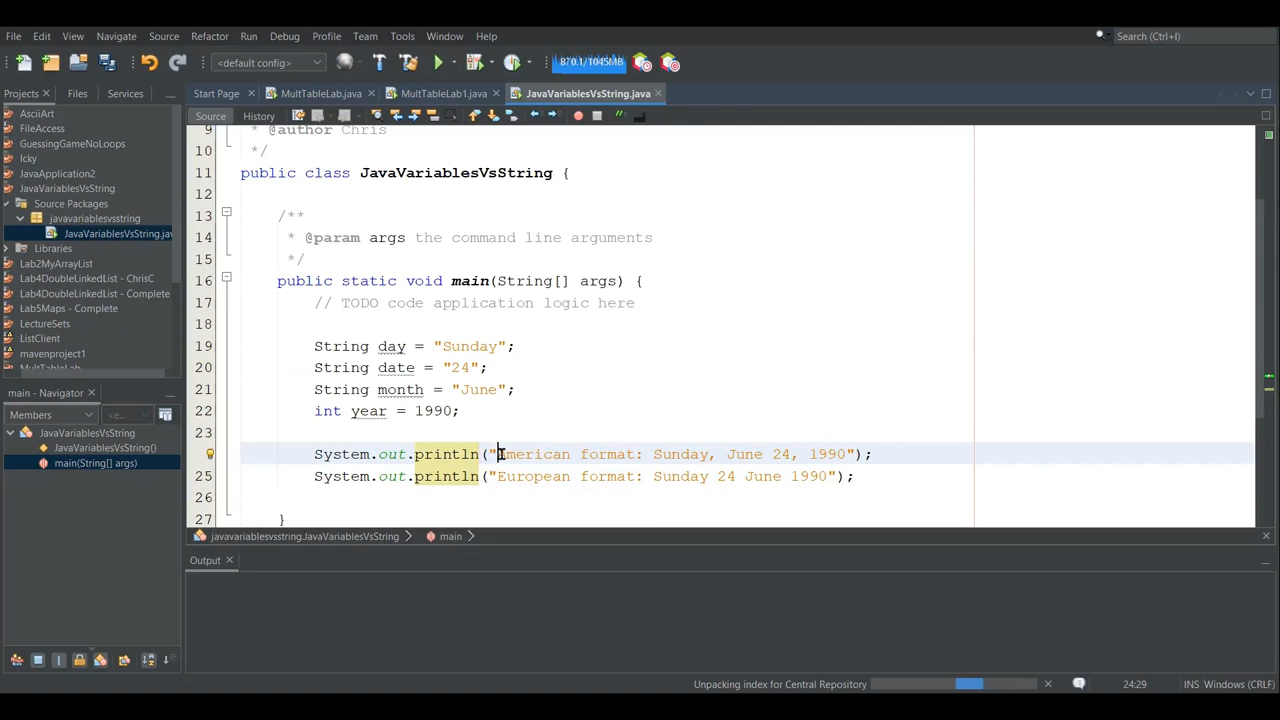 File Edit View Navigate Source Refactor Run Debug Profile Team Tools Window Help Search (Ctrl+I)
<default config> 870.1/1045MB
Projects Files Services Start Page MultTableLab.java MultTableLab1.java JavaVariablesVsString.java
Source History
AsciiArt
FileAccess
GuessingGameNoLoops
Icky
JavaApplication2
JavaVariablesVsString
Source Packages
javavariablesvsstring
JavaVariablesVsString.jav
Libraries
Lab2MyArrayList
Lab4DoubleLinkedList - ChrisC
Lab4DoubleLinkedList - Complete
Lab5Maps - Complete
LectureSets
ListClient
mavenproject1
MultTableLab
9 * @author Chris
10 */
11 public class JavaVariablesVsString {
12
13 /**
14 * @param args the command line arguments
15 */
16 public static void main(String[] args) {
17 // TODO code application logic here
18
19 String day = "Sunday";
20 String date = "24";
21 String month = "June";
22 int year = 1990;
23
System.out.println("American format: Sunday, June 24, 1990");
25 System.out.println("European format: Sunday 24 June 1990");
26
27 }
main - Navigator
Members <e...
JavaVariablesVsString
JavaVariablesVsString()
main(String[] args)
javavariablesvsstring.JavaVariablesVsString main
Output
Unpacking index for Central Repository 24:29 INS Windows (CRLF)